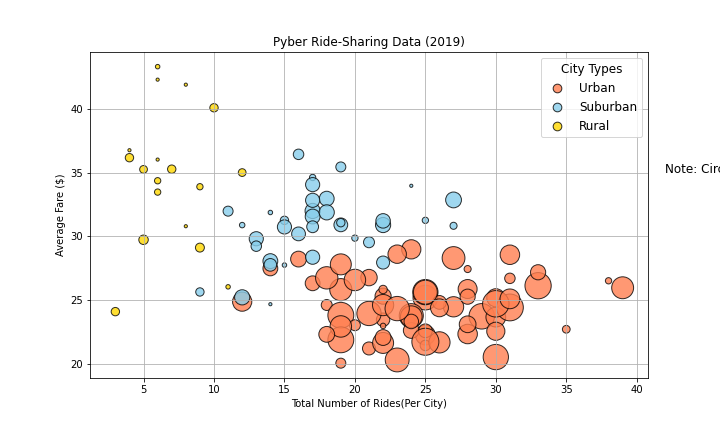 Pyber Ride-Sharing Data (2019)
City Types
Urban
Suburban
Rural
Note: Circ
40
35
30
25
20
Average Fare ($)
5 10 15 20 25 30 35 40
Total Number of Rides(Per City)